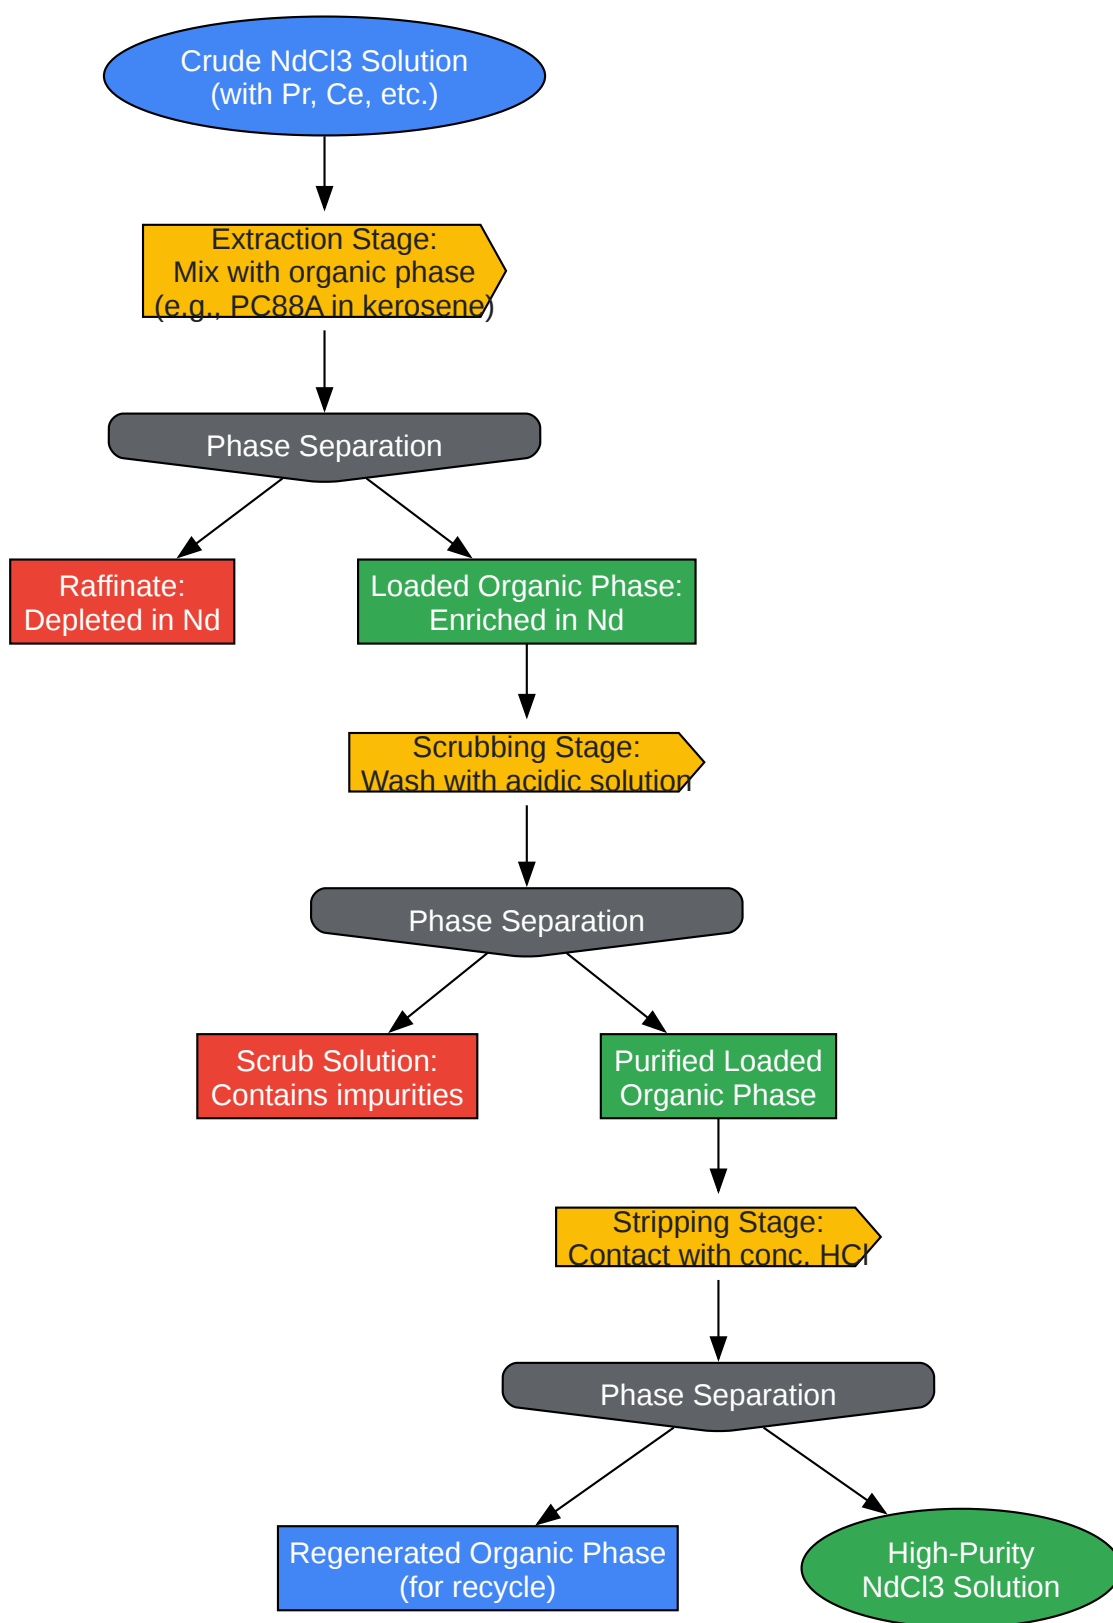 Crude NdCl3 Solution
(with Pr, Ce, etc.)
Extraction Stage:
Mix with organic phase
(e.g., PC88A in kerosene)
Phase Separation
Raffinate:
Depleted in Nd
Loaded Organic Phase:
Enriched in Nd
Scrubbing Stage:
Wash with acidic solution
Phase Separation
Scrub Solution:
Contains impurities
Purified Loaded
Organic Phase
Stripping Stage:
Contact with conc. HCl
Phase Separation
Regenerated Organic Phase
(for recycle)
High-Purity
NdCl3 Solution